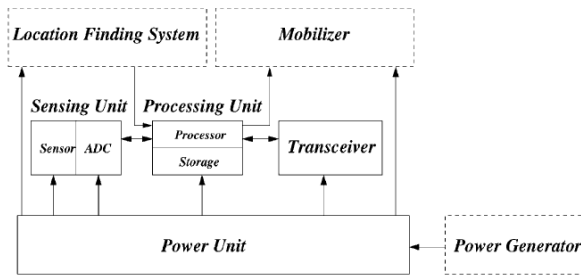 Location Finding System
Mobilizer
Sensing Unit
Processing Unit
Sensor
ADC
Processor
Storage
Transceiver
Power Unit
Power Generator